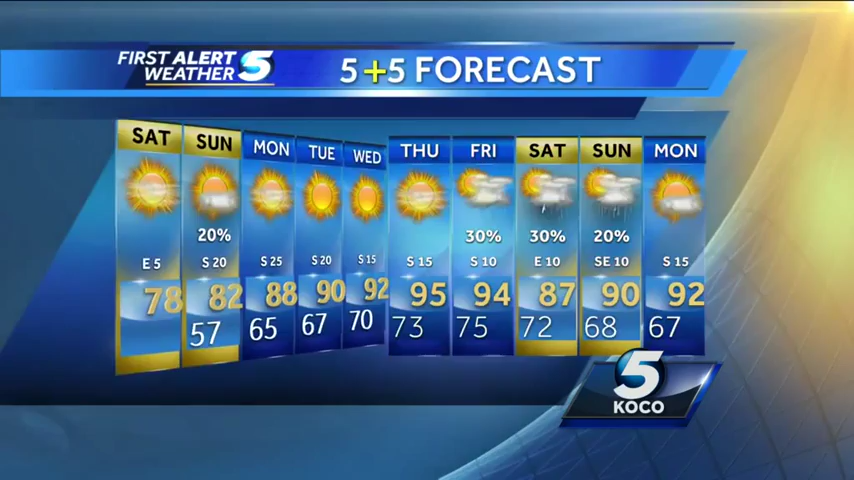 FIRST ALERT
WEATHER 5
5+5 FORECAST
SAT SUN MON TUE WED THU FRI SAT SUN MON
20% 30% 30% 20%
E 5 S 20 S 25 S 20 S 15 S 15 S 10 E 10 SE 10 S 15
78 82 88 90 92 95 94 87 90 92
57 65 67 70 73 75 72 68 67
5
KOCO